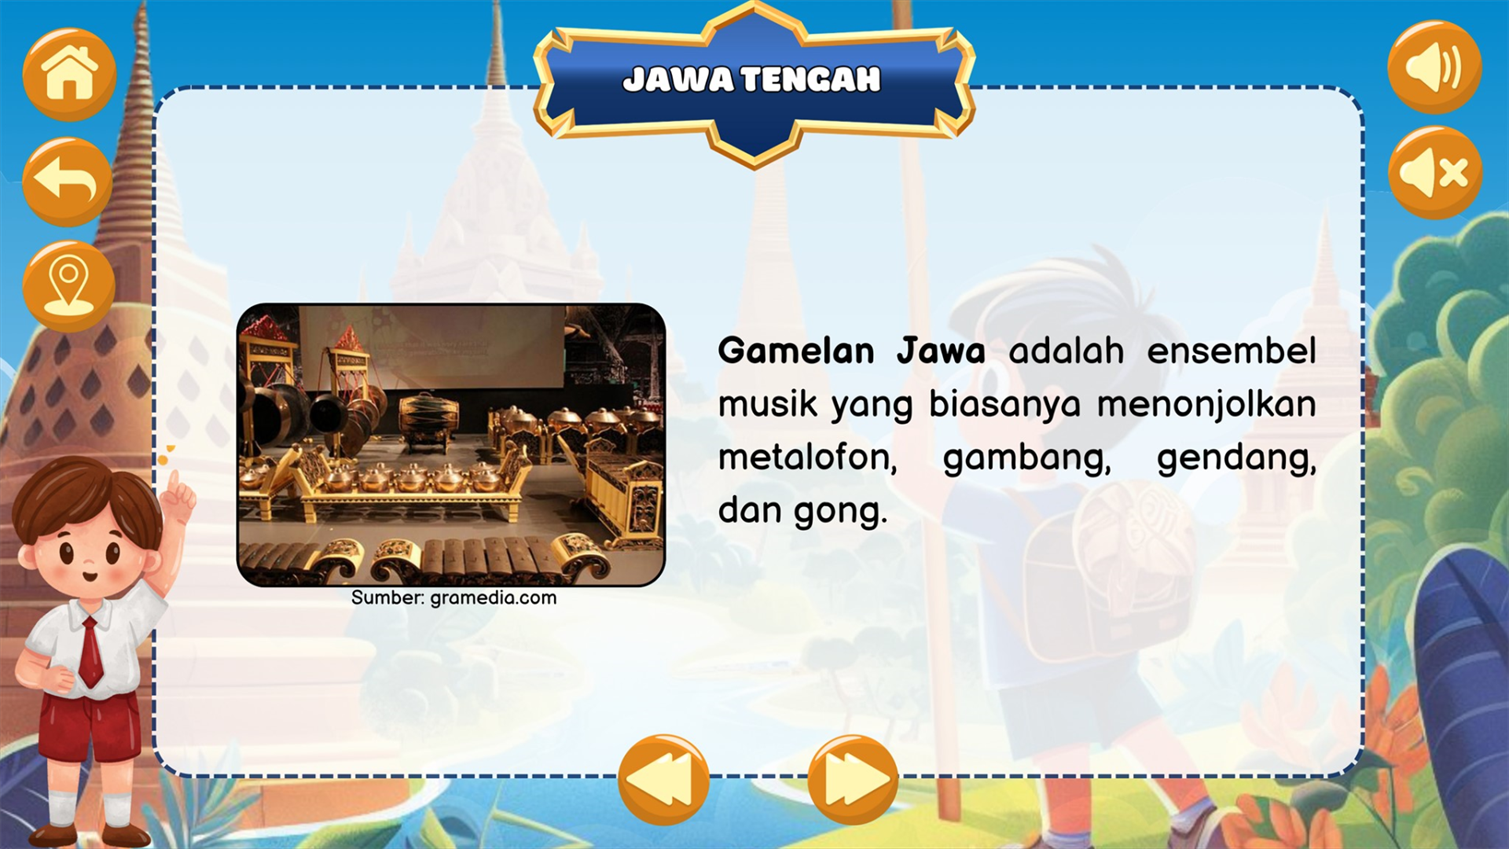 JAWA TENGAH
Gamelan Jawa adalah ensembel
musik yang biasanya menonjolkan
metalofon, gambang, gendang,
dan gong.
Sumber: gramedia.com